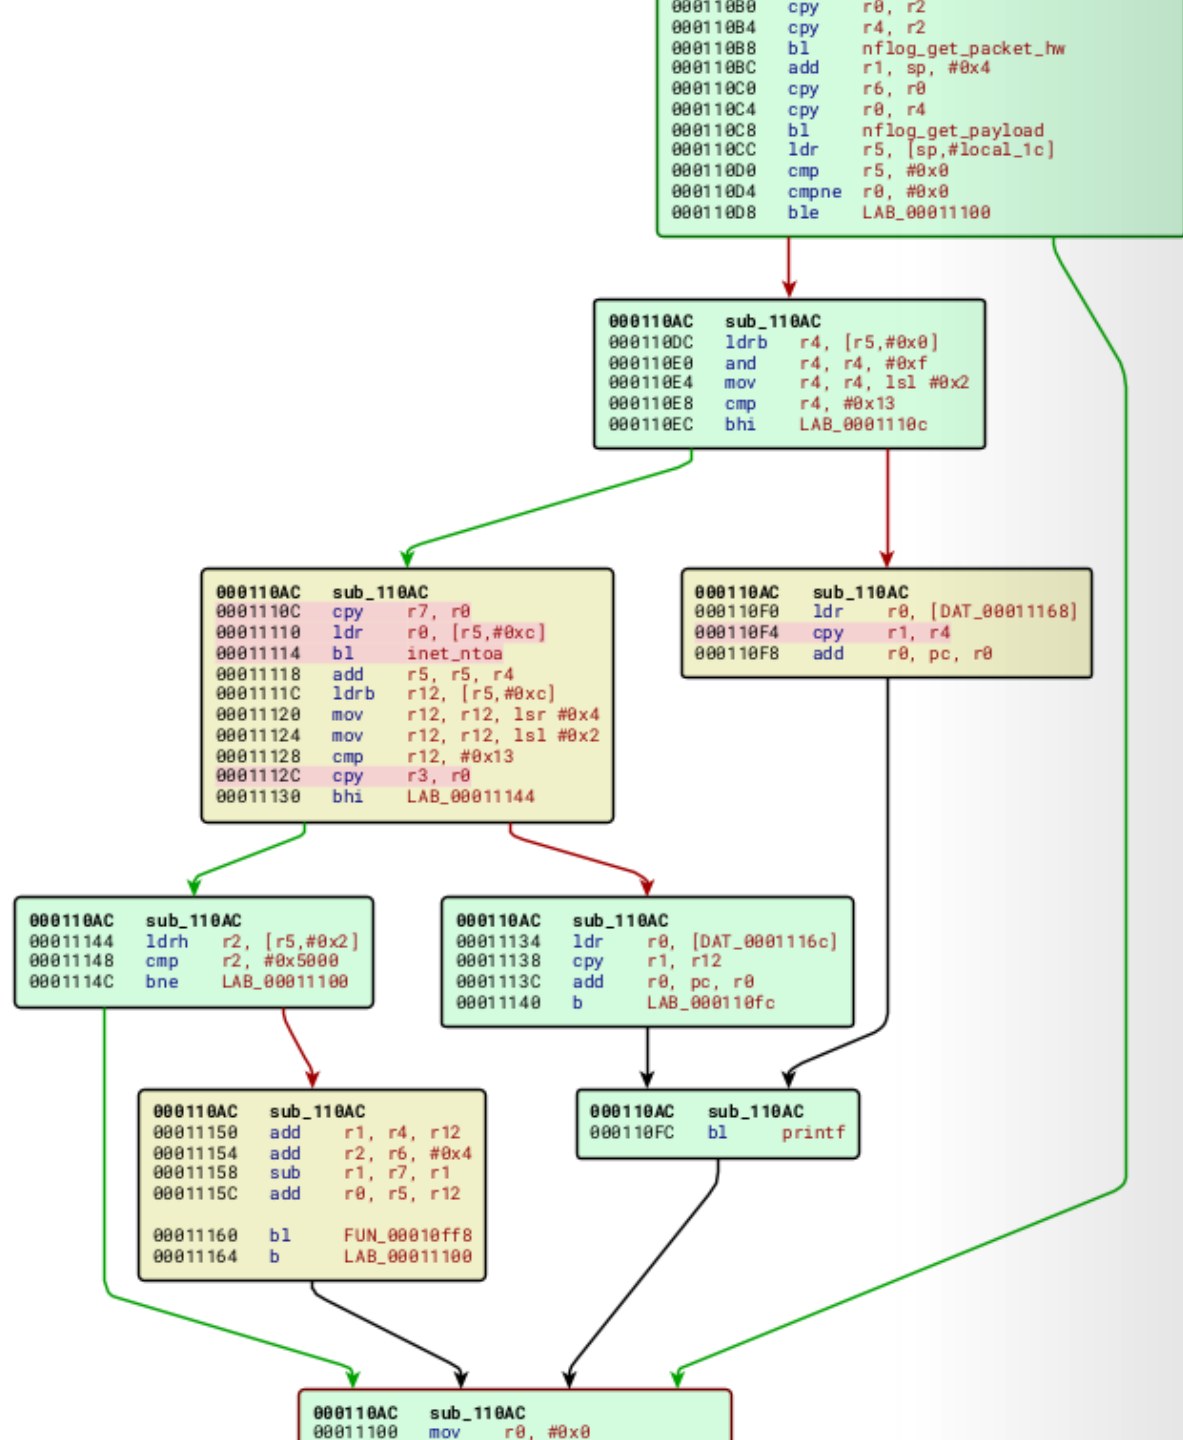 000110B0 cpy r0, r2
000110B4 cpy r4, r2
000110B8 bl nflog_get_packet_hw
000110BC add r1, sp, #0x4
000110C0 cpy r6, r0
000110C4 cpy r0, r4
000110C8 bl nflog_get_payload
000110CC ldr r5, [sp,#local_1c]
000110D0 cmp r5, #0x0
000110D4 cmpne r0, #0x0
000110D8 ble LAB_00011100
000110AC sub_110AC
000110DC ldrb r4, [r5,#0x0]
000110E0 and r4, r4, #0xf
000110E4 mov r4, r4, lsl #0x2
000110E8 cmp r4, #0x13
000110EC bhi LAB_0001110c
000110AC sub_110AC
0001110C cpy r7, r0
00011110 ldr r0, [r5,#0xc]
00011114 bl inet_ntoa
00011118 add r5, r5, r4
0001111C ldrb r12, [r5,#0xc]
00011120 mov r12, r12, lsr #0x4
00011124 mov r12, r12, lsl #0x2
00011128 cmp r12, #0x13
0001112C cpy r3, r0
00011130 bhi LAB_00011144
000110AC sub_110AC
000110F0 ldr r0, [DAT_00011168]
000110F4 cpy r1, r4
000110F8 add r0, pc, r0
000110AC sub_110AC
00011144 ldrh r2, [r5,#0x2]
00011148 cmp r2, #0x5000
0001114C bne LAB_00011100
000110AC sub_110AC
00011134 ldr r0, [DAT_0001116c]
00011138 cpy r1, r12
0001113C add r0, pc, r0
00011140 b LAB_000110fc
000110AC sub_110AC
00011150 add r1, r4, r12
00011154 add r2, r6, #0x4
00011158 sub r1, r7, r1
0001115C add r0, r5, r12
00011160 bl FUN_00010ff8
00011164 b LAB_00011100
000110AC sub_110AC
000110FC bl printf
000110AC sub_110AC
00011100 mov r0, #0x0